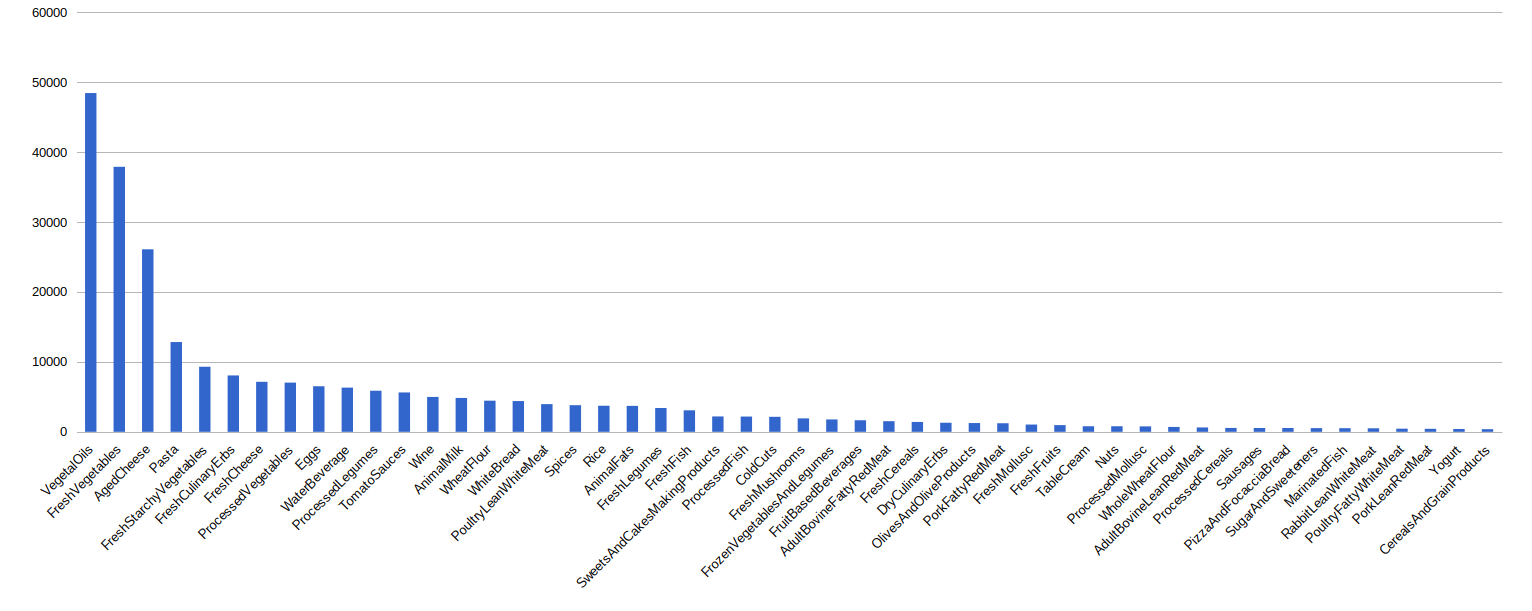 60000
50000
40000
30000
20000
10000
0
VegetalOils
FreshVegetables
AgedCheese
Pasta
FreshStarchyVegetables
FreshCulinaryErbs
FreshCheese
ProcessedVegetables
Eggs
WaterBeverage
ProcessedLegumes
TomatoSauces
Wine
AnimalMilk
WheatFlour
WhiteBread
PoultryLeanWhiteMeat
Spices
Rice
AnimalFats
FreshLegumes
FreshFish
SweetsAndCakesMakingProducts
ProcessedFish
ColdCuts
FreshMushrooms
FrozenVegetablesAndLegumes
FruitBasedBeverages
AdultBovineFattyRedMeat
FreshCereals
DryCulinaryErbs
OlivesAndOliveProducts
PorkFattyRedMeat
FreshMollusc
FreshFruits
TableCream
Nuts
ProcessedMollusc
WholeWheatFlour
AdultBovineLeanRedMeat
ProcessedCereals
Sausages
PizzaAndFocacciaBread
SugarAndSweeteners
MarinatedFish
RabbitLeanWhiteMeat
PoultryFattyWhiteMeat
PorkLeanRedMeat
Yogurt
CerealsAndGrainProducts